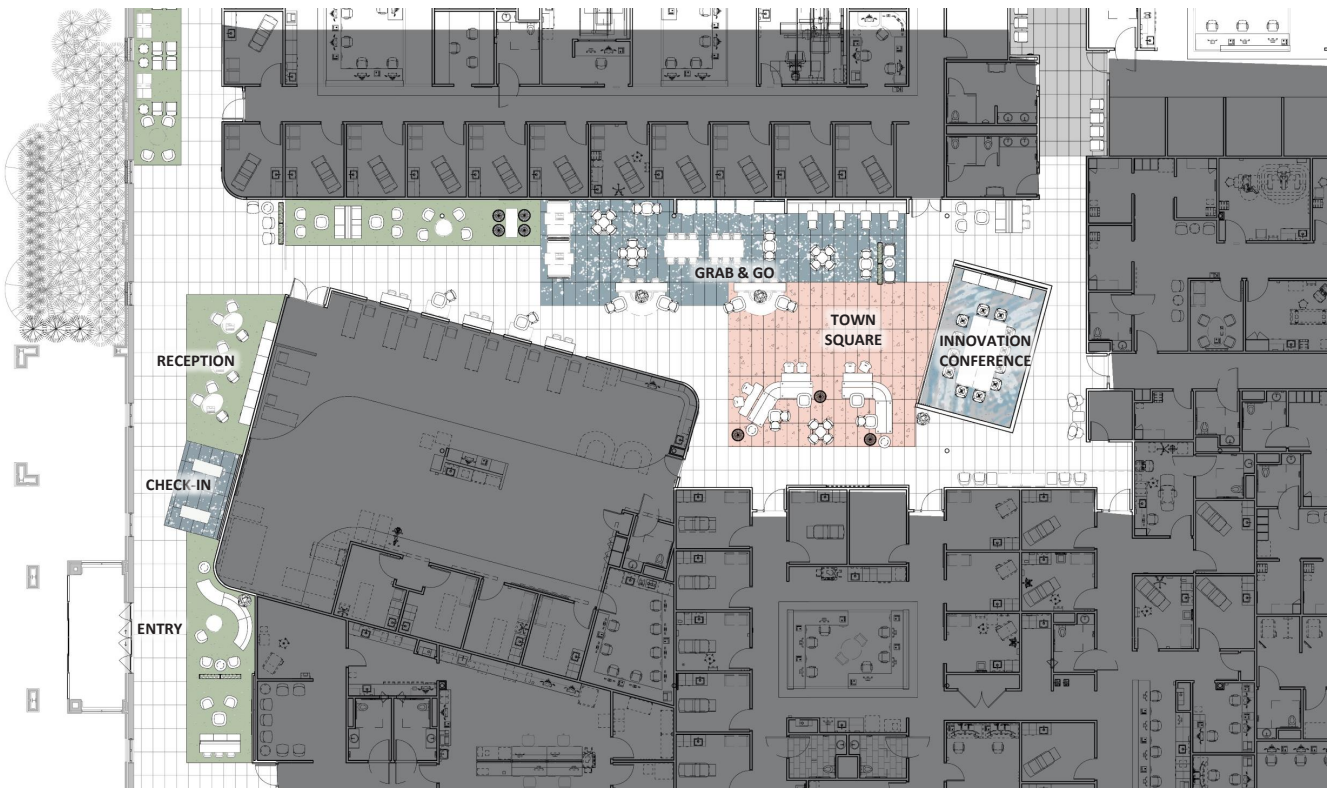 GRAB & GO
TOWN
SQUARE
INNOVATION
CONFERENCE
RECEPTION
CHECK-IN
ENTRY